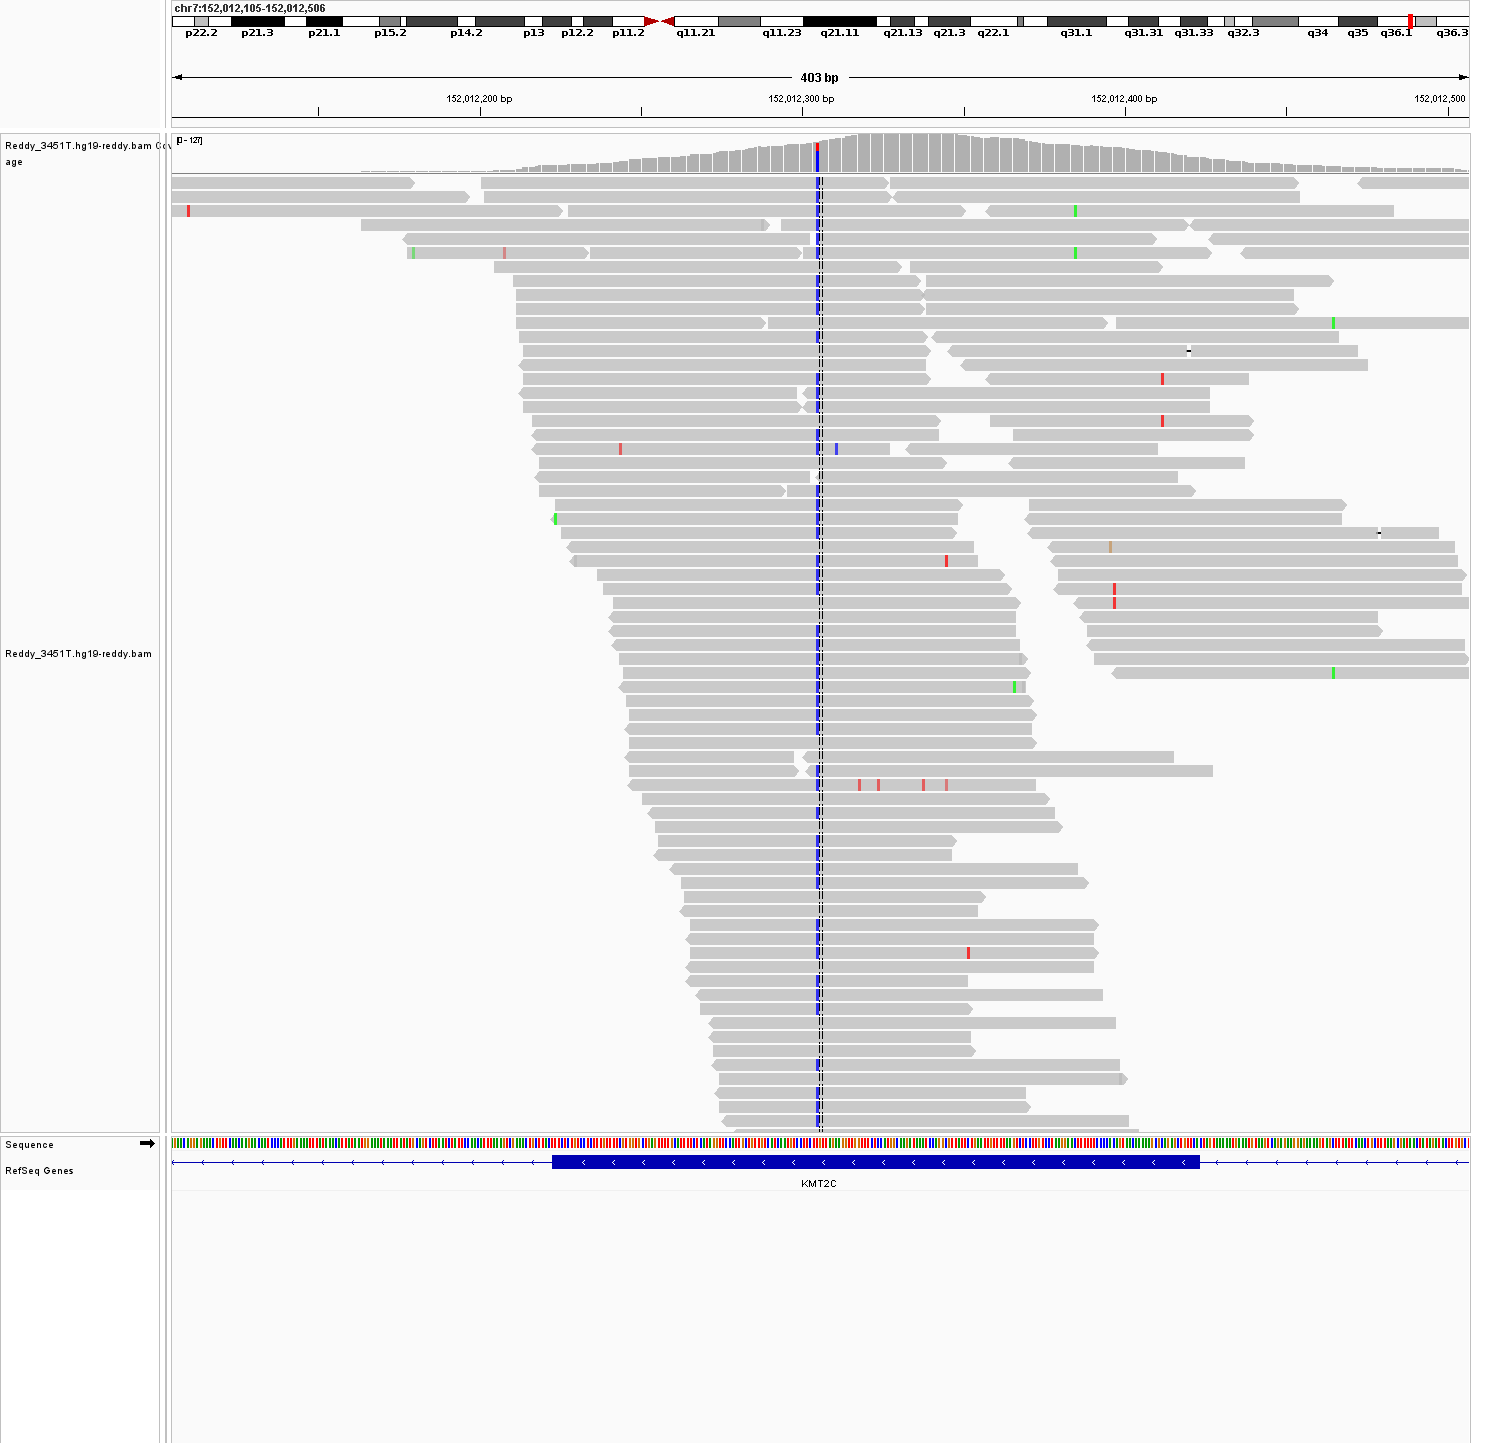 chr7:152,012,105-152,012,506
p22.2 p21.3 p21.1 p15.2 p14.2 p13 p12.2 p11.2 q11.21 q11.23 q21.11 q21.13 q21.3 q22.1 q31.1 q31.31 q31.33 q32.3 q34 q35 q36.1 q36.3
403 bp
152,012,200 bp 152,012,300 bp 152,012,400 bp 152,012,500
Reddy_3451T.hg19-reddy.bam Cov
age
[0 - 127]
Reddy_3451T.hg19-reddy.bam
Sequence
RefSeq Genes
KMT2C